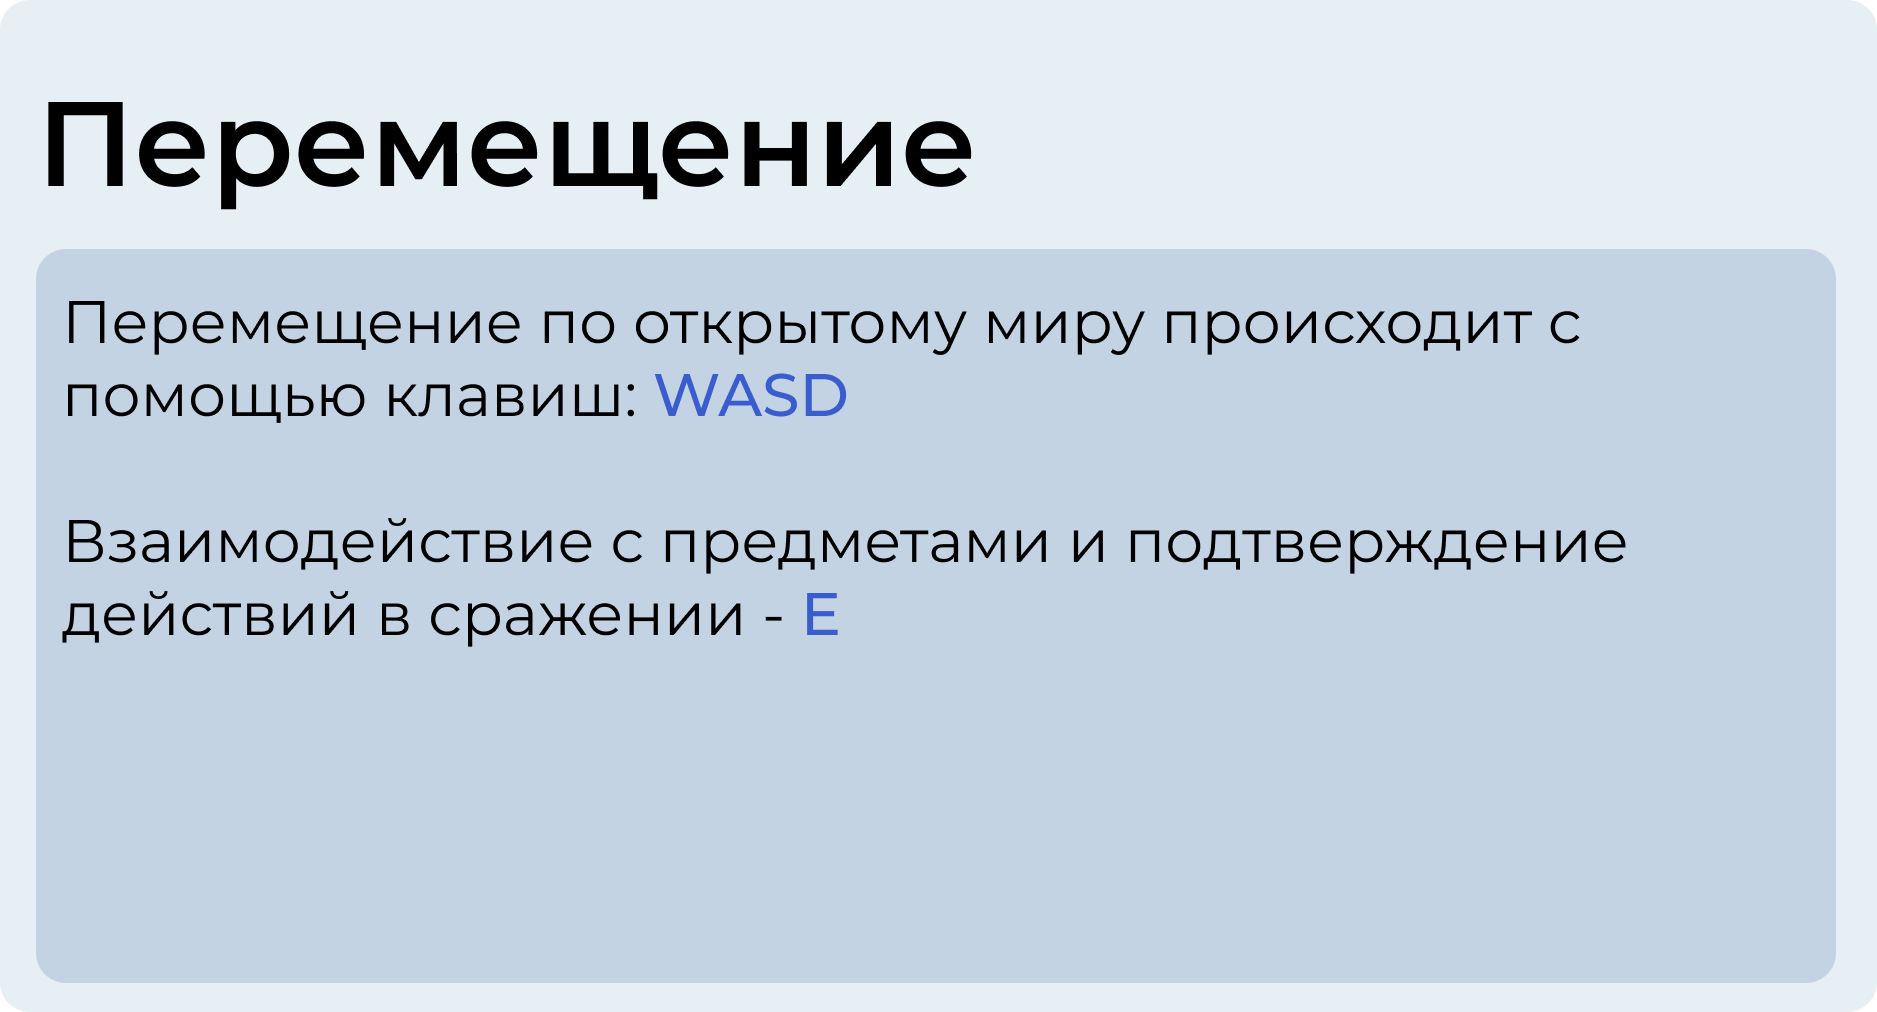 Перемещение
Перемещение по открытому миру происходит с
помощью клавиш: WASD
Взаимодействие с предметами и подтверждение
действий в сражении - E